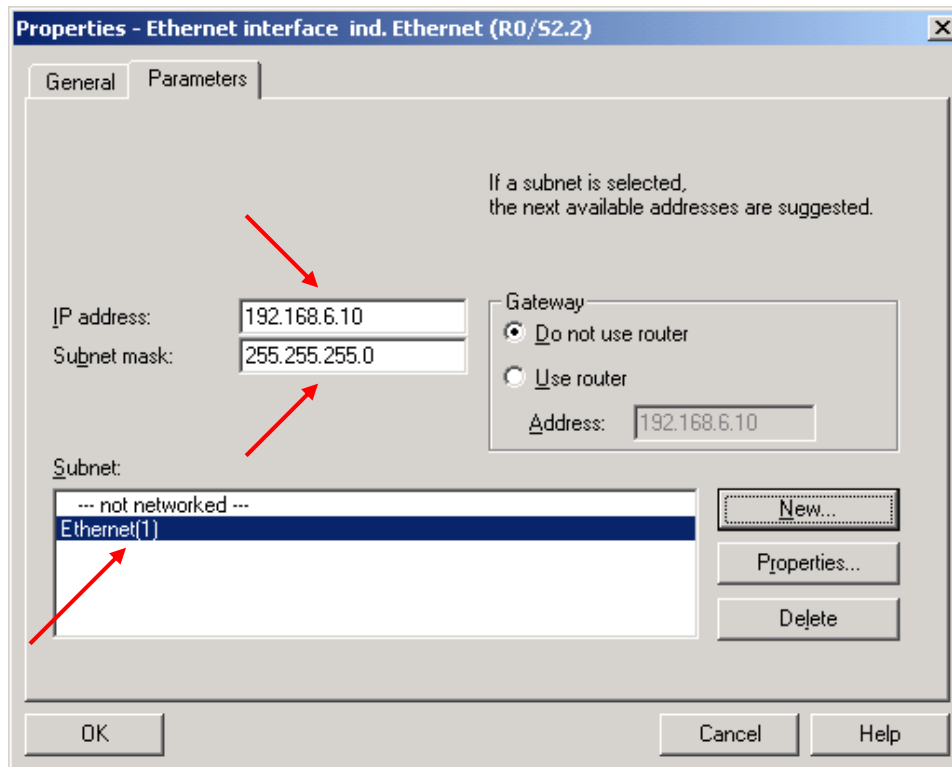 Properties - Ethernet interface ind. Ethernet (R0/S2.2)
General
Parameters
If a subnet is selected,
the next available addresses are suggested.
IP address:
192.168.6.10
Subnet mask:
255.255.255.0
Gateway
Do not use router
Use router
Address:
192.168.6.10
Subnet:
--- not networked ---
Ethernet(1)
New...
Properties...
Delete
OK
Cancel
Help